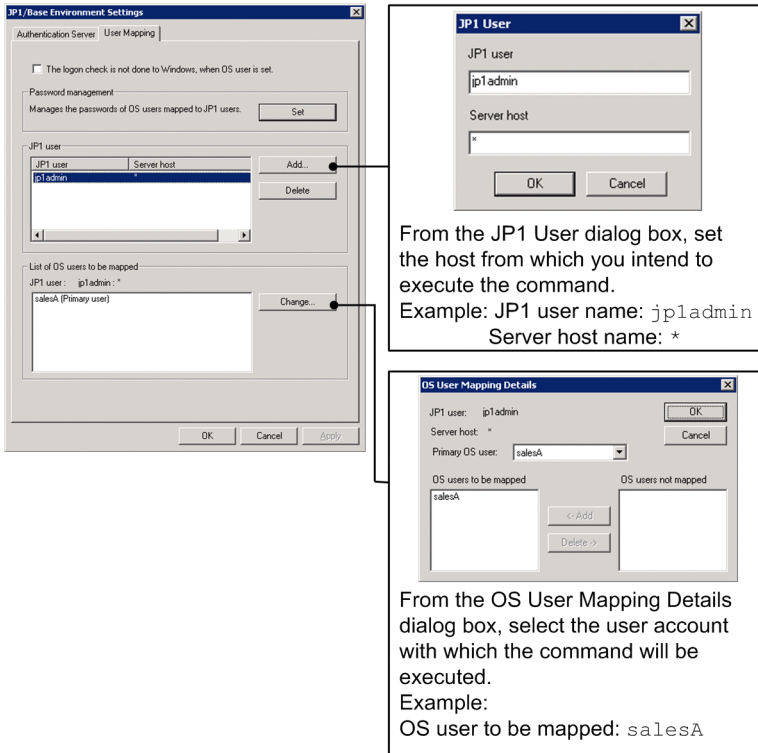 JP1/Base Environment Settings
Authentication Server
User Mapping
The logon check is not done to Windows, when OS user is set.
Password management
Manages the passwords of OS users mapped to JP1 users.
Set
JP1 user
JP1 user
Server host
Add...
jp1admin
*
Delete
List of OS users to be mapped
JP1 user : jp1admin : *
salesA (Primary user)
Change...
OK
Cancel
Apply
JP1 User
JP1 user
jp1admin
Server host
*
OK
Cancel
From the JP1 User dialog box, set
the host from which you intend to
execute the command.
Example: JP1 user name: jp1admin
Server host name: *
OS User Mapping Details
JP1 user: jp1admin
OK
Server host: *
Cancel
Primary OS user: salesA
OS users to be mapped
OS users not mapped
salesA
<- Add
Delete ->
From the OS User Mapping Details
dialog box, select the user account
with which the command will be
executed.
Example:
OS user to be mapped: salesA